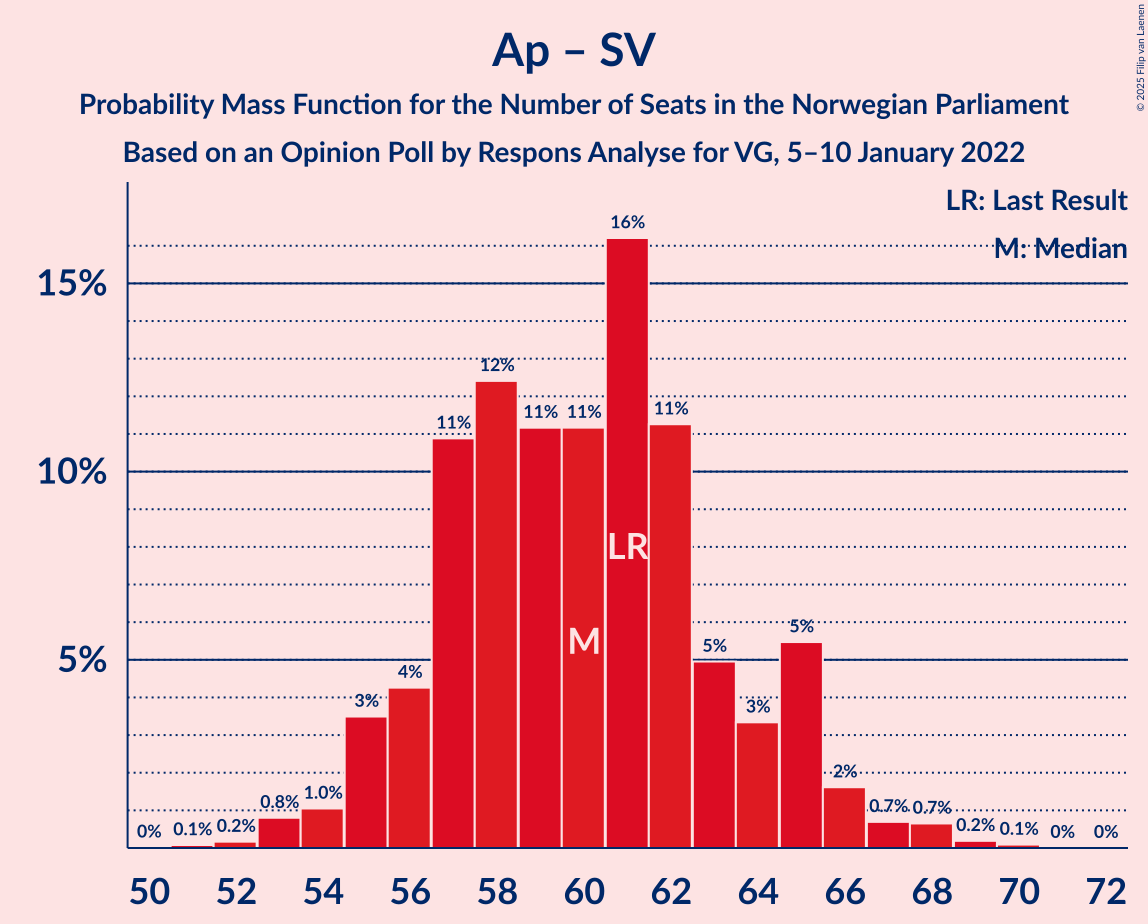 Ap – SV
Probability Mass Function for the Number of Seats in the Norwegian Parliament
Based on an Opinion Poll by Respons Analyse for VG, 5–10 January 2022
© 2025 Filip van Laenen
LR: Last Result
M: Median
15%
10%
5%
0% 0.1% 0.2% 0.8% 1.0% 3% 4% 11% 12% 11% 11% 16% 11% 5% 3% 5% 2% 0.7% 0.7% 0.2% 0.1% 0% 0%
LR
M
50 52 54 56 58 60 62 64 66 68 70 72